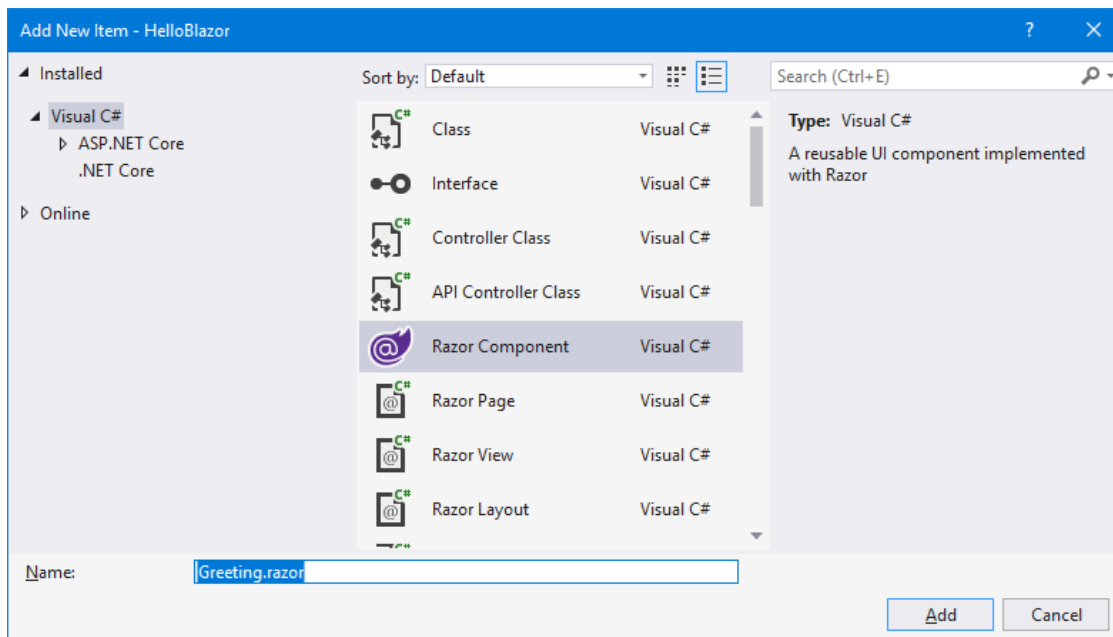 Add New Item - HelloBlazor
?
Installed
Visual C#
ASP.NET Core
.NET Core
Online
Sort by: Default
Search (Ctrl+E)
C# Class Visual C#
Interface Visual C#
C# Controller Class Visual C#
C# API Controller Class Visual C#
@ Razor Component Visual C#
C# @ Razor Page Visual C#
C# @ Razor View Visual C#
C# @ Razor Layout Visual C#
C#
Type: Visual C#
A reusable UI component implemented
with Razor
Name: Greeting.razor
Add Cancel